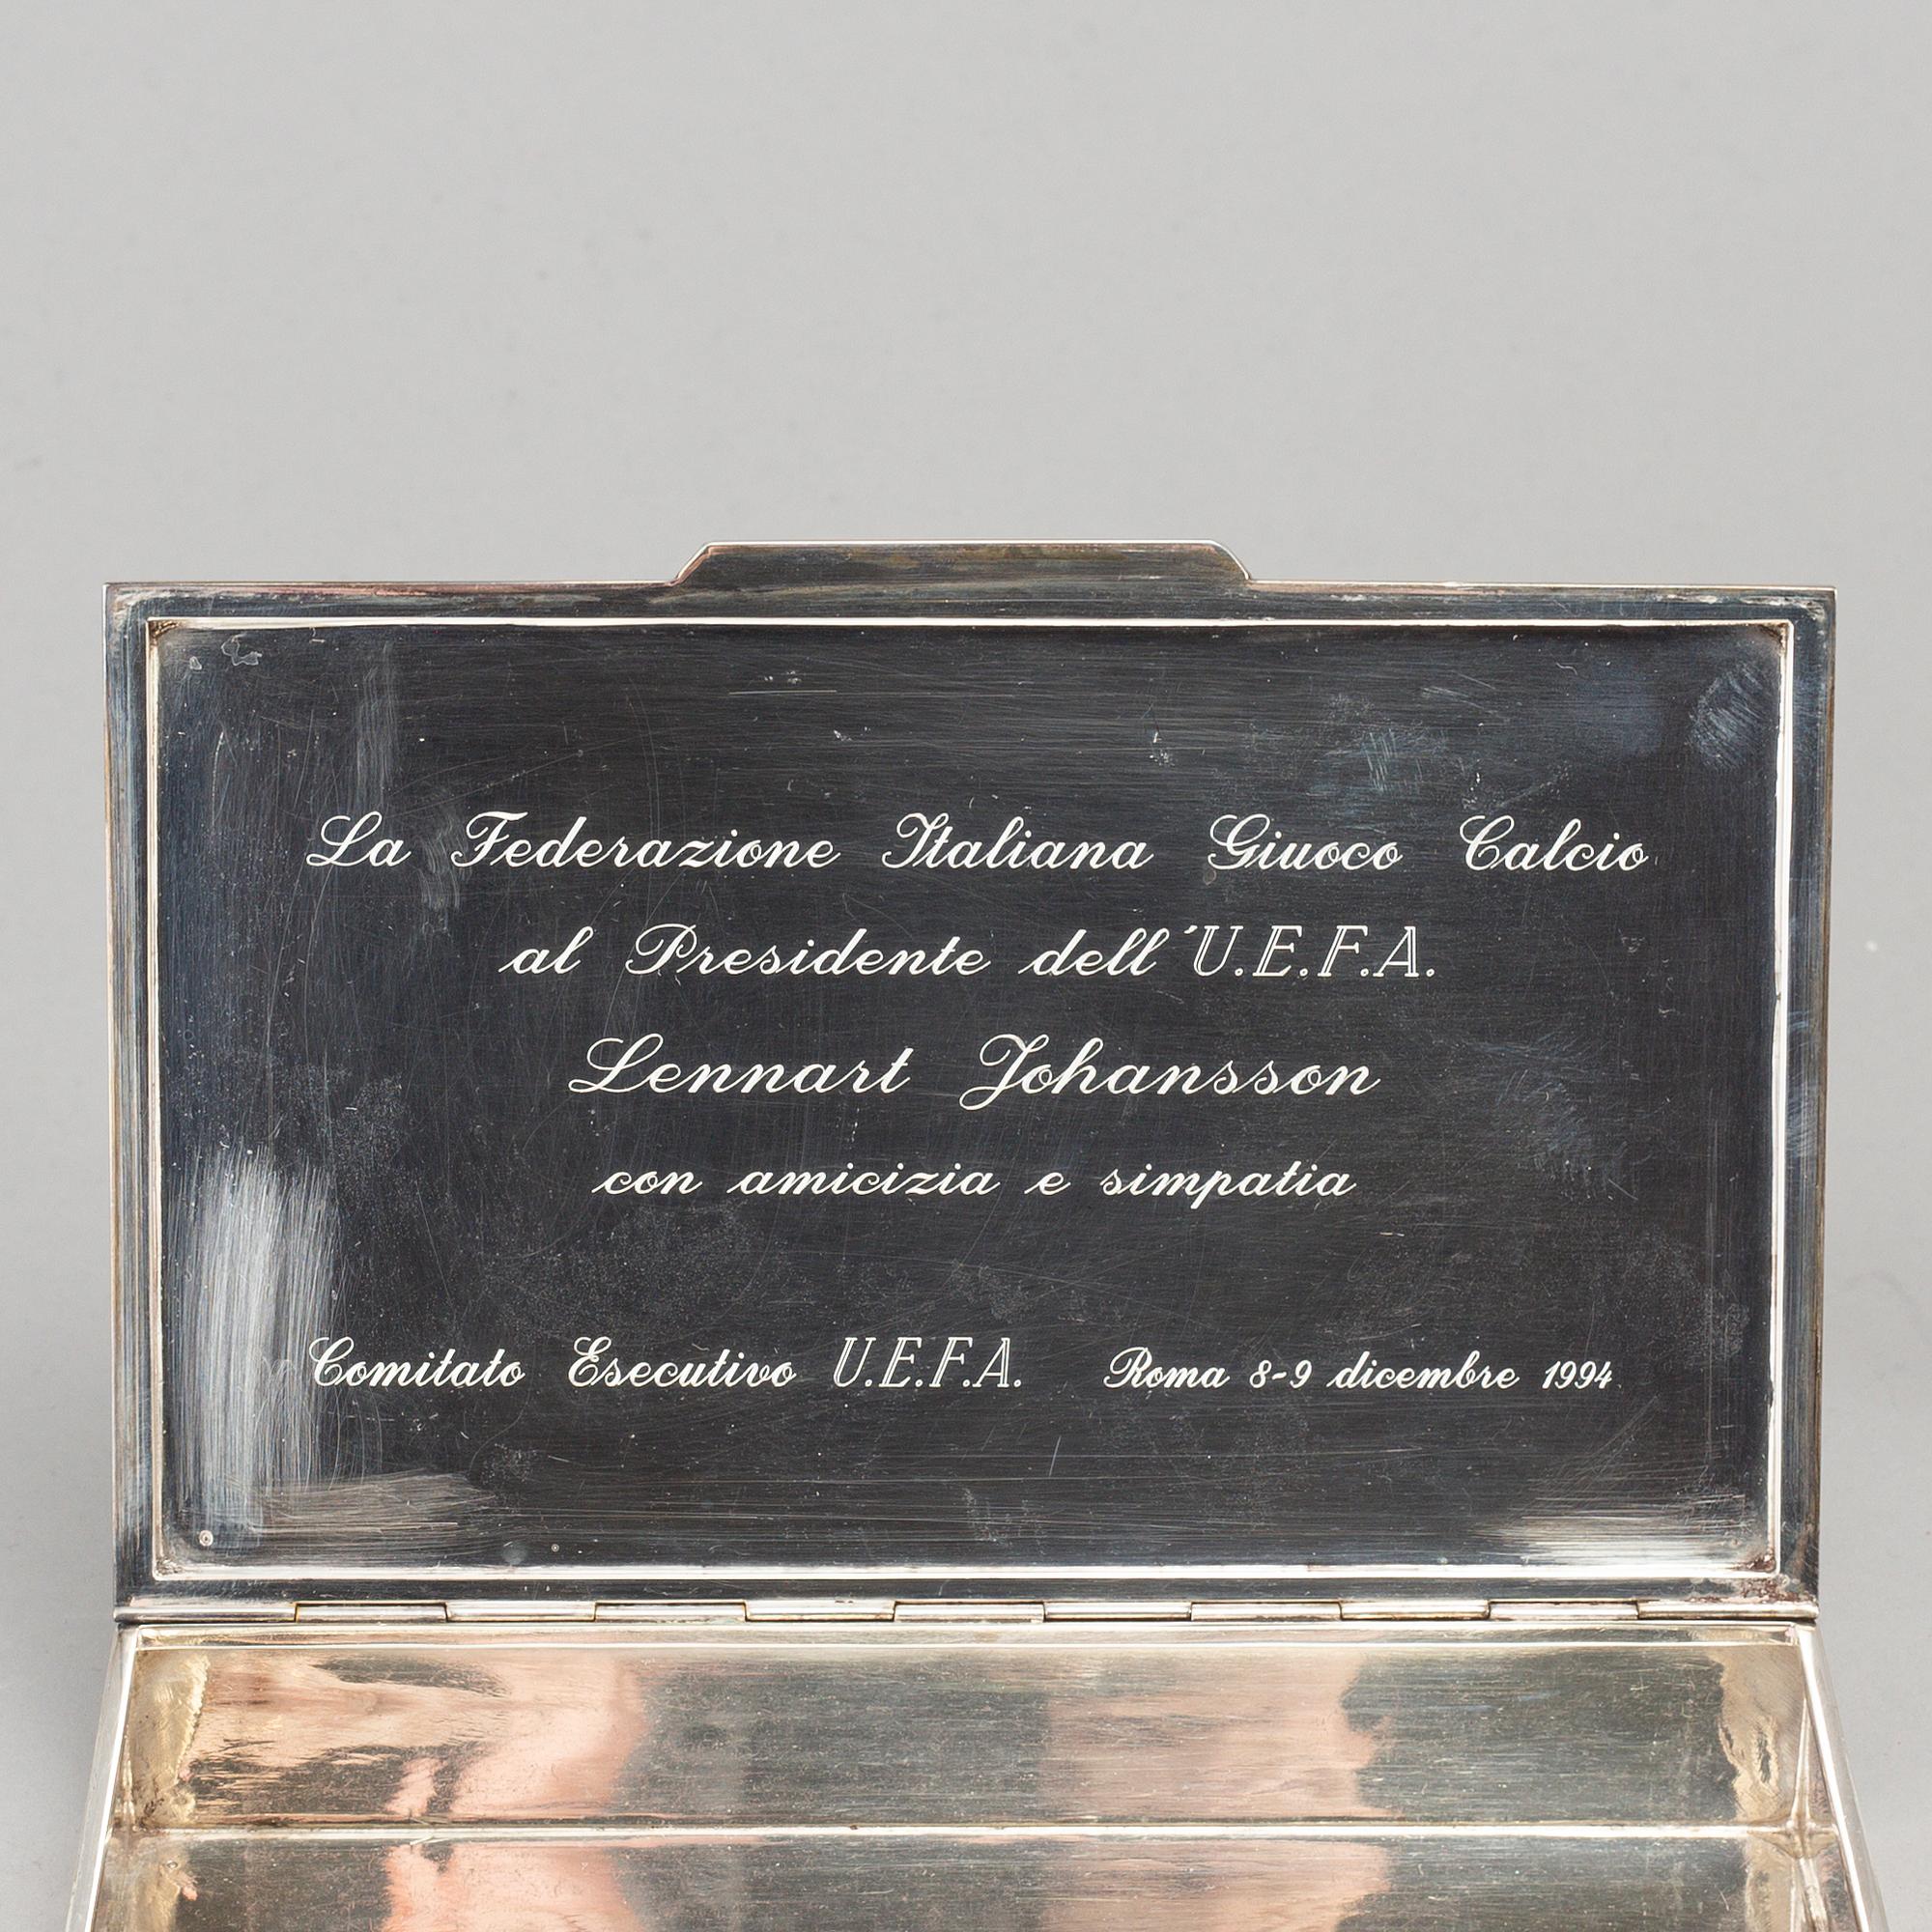 La Federazione Italiana Giuoco Calcio
al Presidente dell'U.E.F.A.
Lennart Johansson
con amicizia e simpatia
Comitato Esecutivo U.E.F.A. Roma 8-9 dicembre 1994